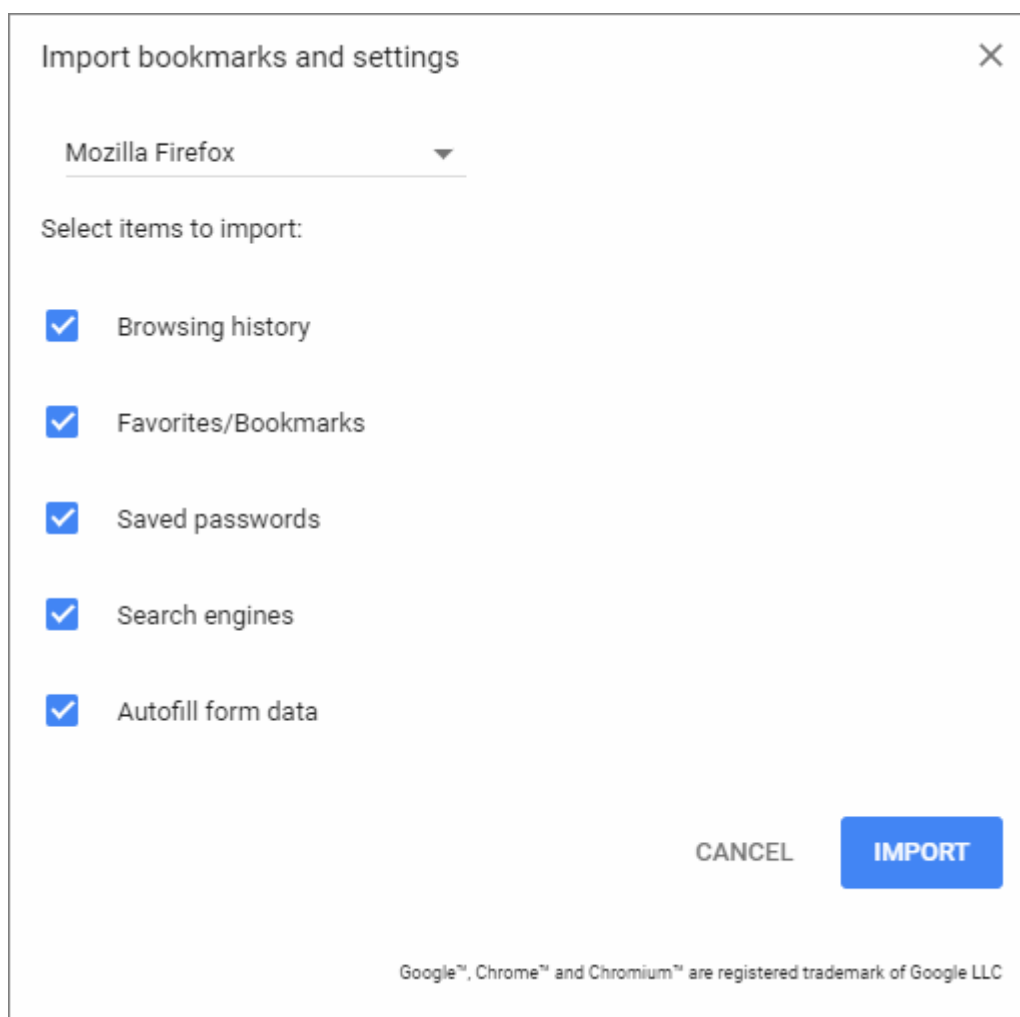 Import bookmarks and settings
Mozilla Firefox
Select items to import:
Browsing history
Favorites/Bookmarks
Saved passwords
Search engines
Autofill form data
CANCEL IMPORT
Google™, Chrome™ and Chromium™ are registered trademark of Google LLC